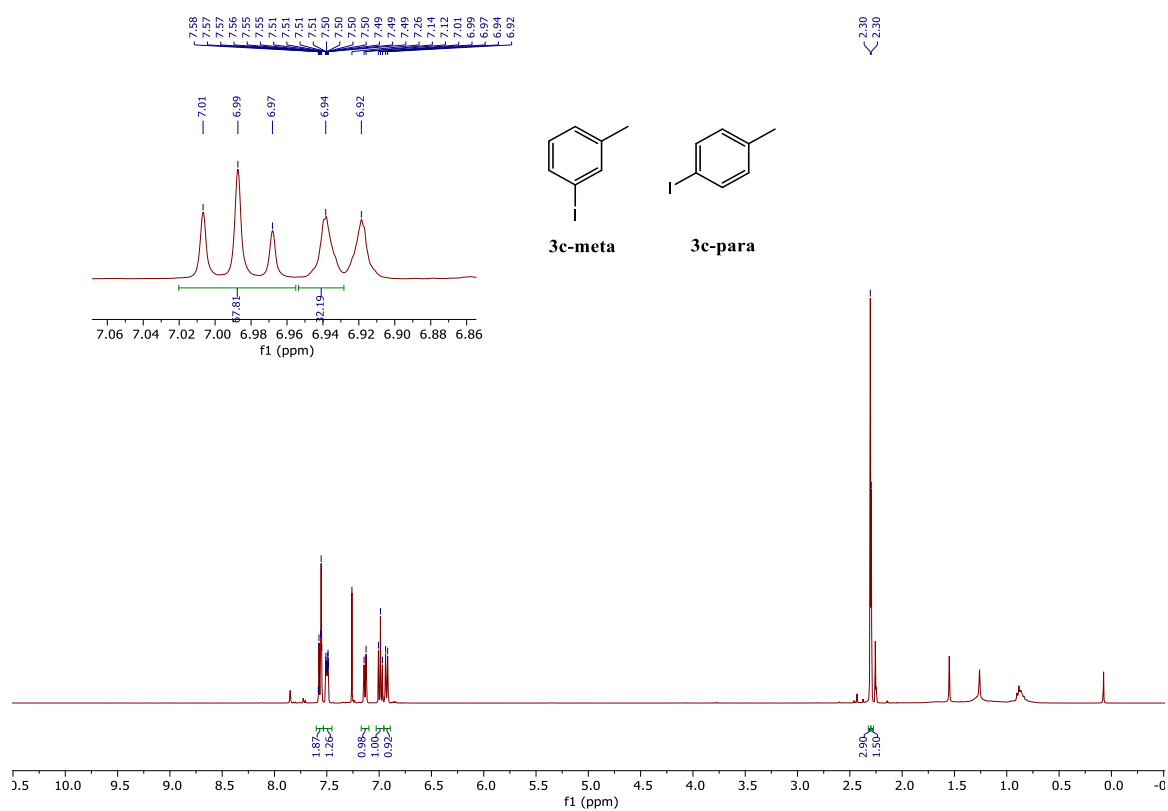 7.58 7.57 7.57 7.56 7.55 7.55 7.51 7.51 7.51 7.51 7.50 7.50 7.50 7.50 7.49 7.49 7.49 7.26 7.14 7.12 7.01 6.99 6.97 6.94 6.92
2.30 2.30
7.01 6.99 6.97 6.94 6.92
I
I
3c-meta 3c-para
67.81 32.19
7.06 7.04 7.02 7.00 6.98 6.96 6.94 6.92 6.90 6.88 6.86
f1 (ppm)
1.87 1.26 0.98 1.00 0.92 2.90 1.50
10.0 9.5 9.0 8.5 8.0 7.5 7.0 6.5 6.0 5.5 5.0 4.5 4.0 3.5 3.0 2.5 2.0 1.5 1.0 0.5 0.0
f1 (ppm)